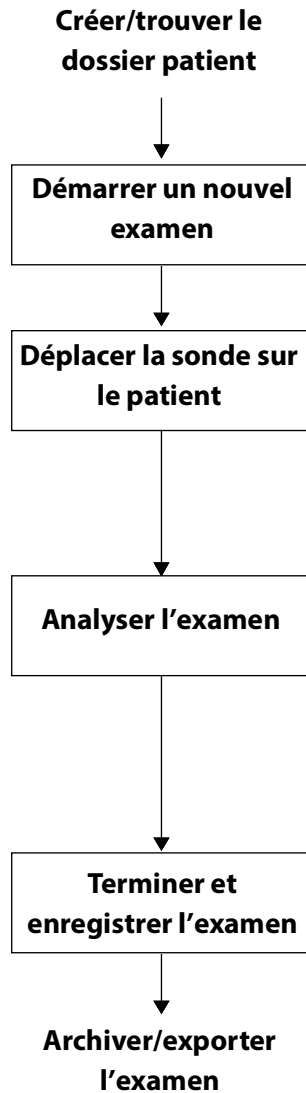 Créer/trouver le
dossier patient
Démarrer un nouvel
examen
Déplacer la sonde sur
le patient
Analyser l’examen
Terminer et
enregistrer l’examen
Archiver/exporter
l’examen